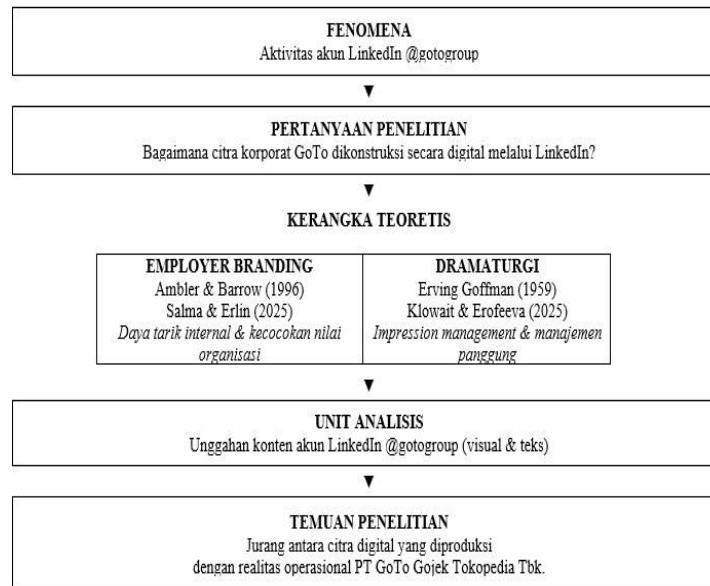 FENOMENA
Aktivitas akun LinkedIn @gotogroup
▼
PERTANYAAN PENELITIAN
Bagaimana citra korporat GoTo dikonstruksi secara digital melalui LinkedIn?
▼
KERANGKA TEORETIS
EMPLOYER BRANDING
Ambler & Barrow (1996)
Salma & Erlin (2025)
Daya tarik internal & kecocokan nilai
organisasi
DRAMATURGI
Erving Goffman (1959)
Klowait & Erofeeva (2025)
Impression management & manajemen
panggung
▼
UNIT ANALISIS
Unggahan konten akun LinkedIn @gotogroup (visual & teks)
▼
TEMUAN PENELITIAN
Jurang antara citra digital yang diproduksi
dengan realitas operasional PT GoTo Gojek Tokopedia Tbk.